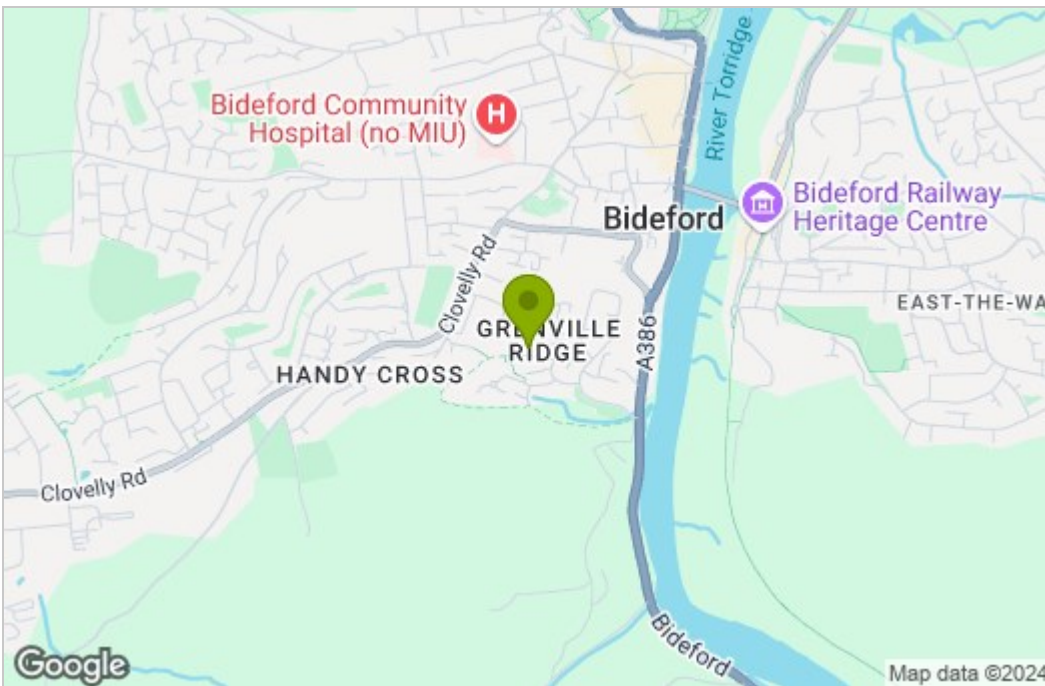 River Torridge
Bideford Community
Hospital (no MIU)
H
Bideford Railway
Heritage Centre
Bideford
Clovelly Rd
EAST-THE-WA
GRENVILLE
RIDGE
A386
HANDY CROSS
Clovelly Rd
Bideford
Google
Map data ©2024